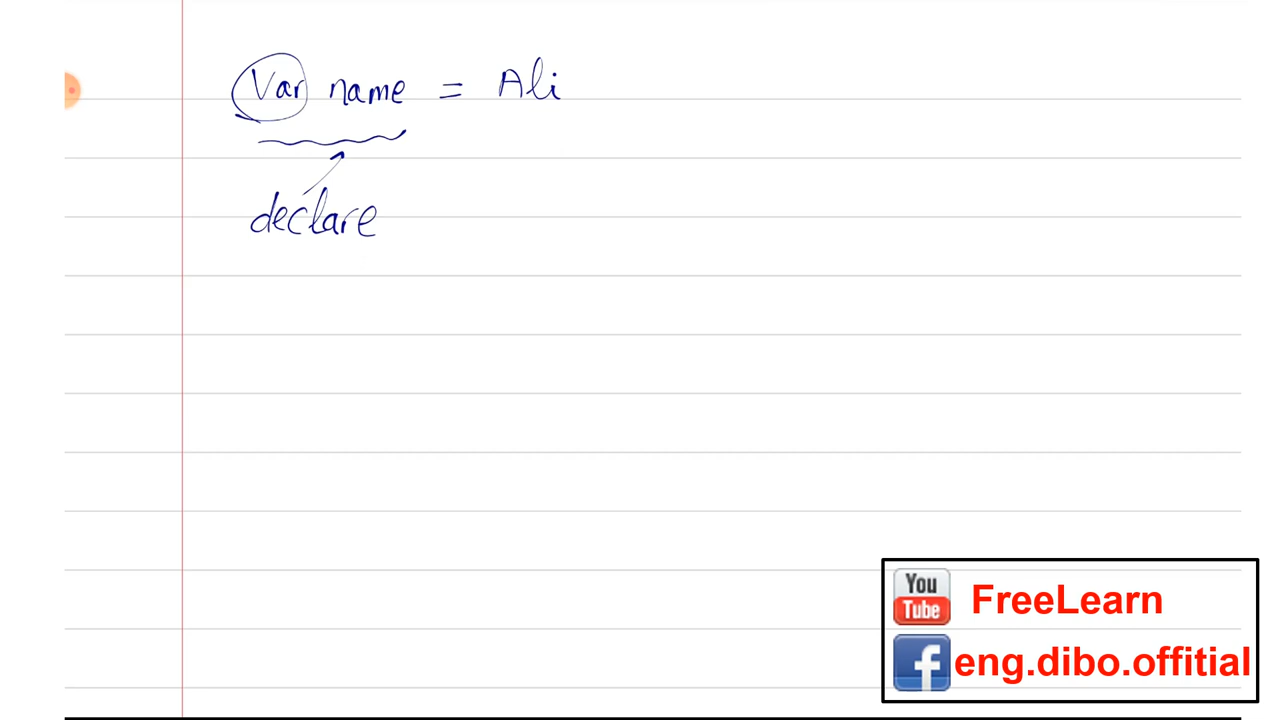 Var name = Ali
declare
You
Tube
FreeLearn
f
eng.dibo.offitial